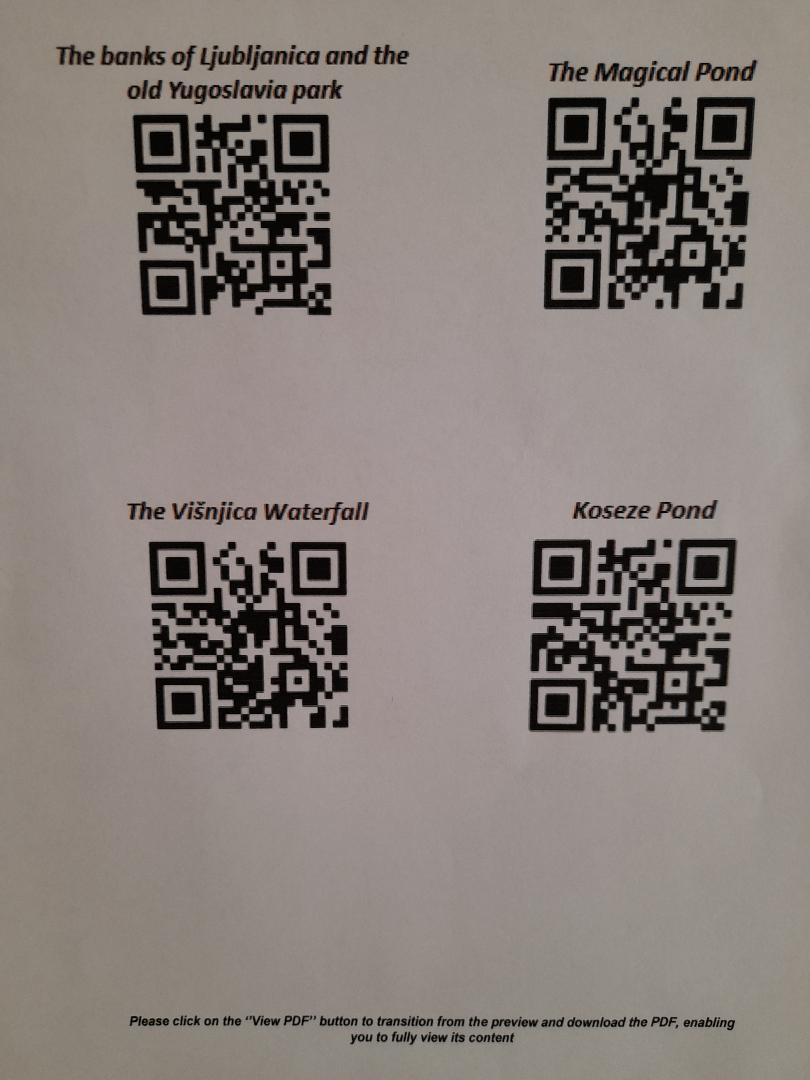 The banks of Ljubljanica and the
old Yugoslavia park
The Magical Pond
The Višnjica Waterfall
Koseze Pond
Please click on the ‘’View PDF’’ button to transition from the preview and download the PDF, enabling
you to fully view its content